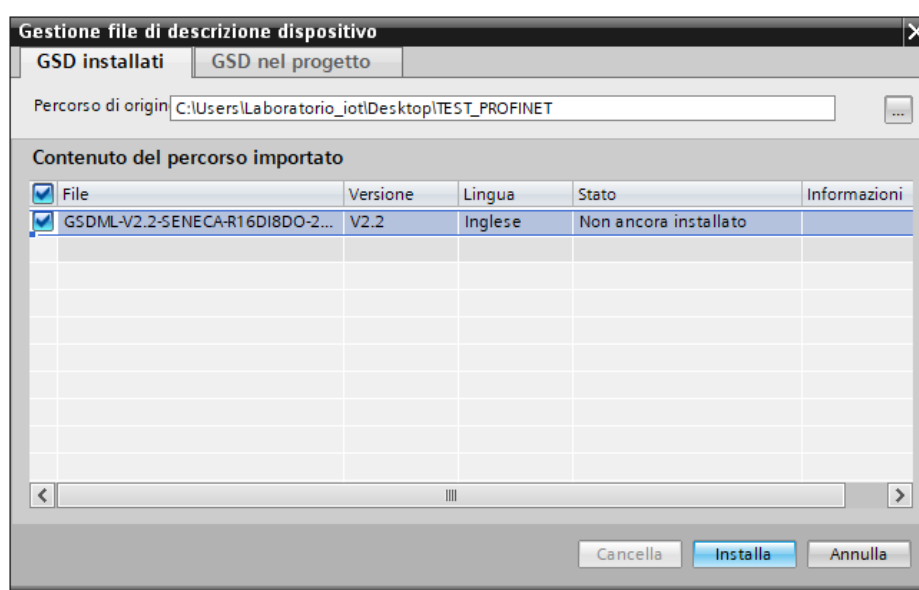 Gestione file di descrizione dispositivo
GSD installati GSD nel progetto
Percorso di origin C:\Users\Laboratorio_iot\Desktop\TEST_PROFINET ...
Contenuto del percorso importato
File Versione Lingua Stato Informazioni
GSDML-V2.2-SENECA-R16DI8DO-2... V2.2 Inglese Non ancora installato
Cancella Installa Annulla